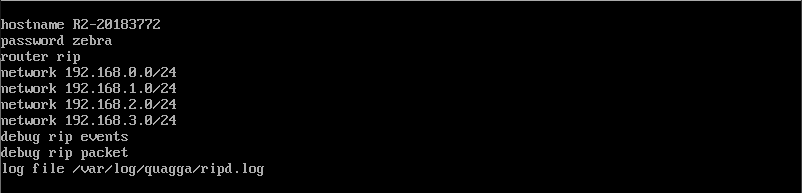 hostname R2-20183772
password zebra
router rip
network 192.168.0.0/24
network 192.168.1.0/24
network 192.168.2.0/24
network 192.168.3.0/24
debug rip events
debug rip packet
log file /var/log/quagga/ripd.log